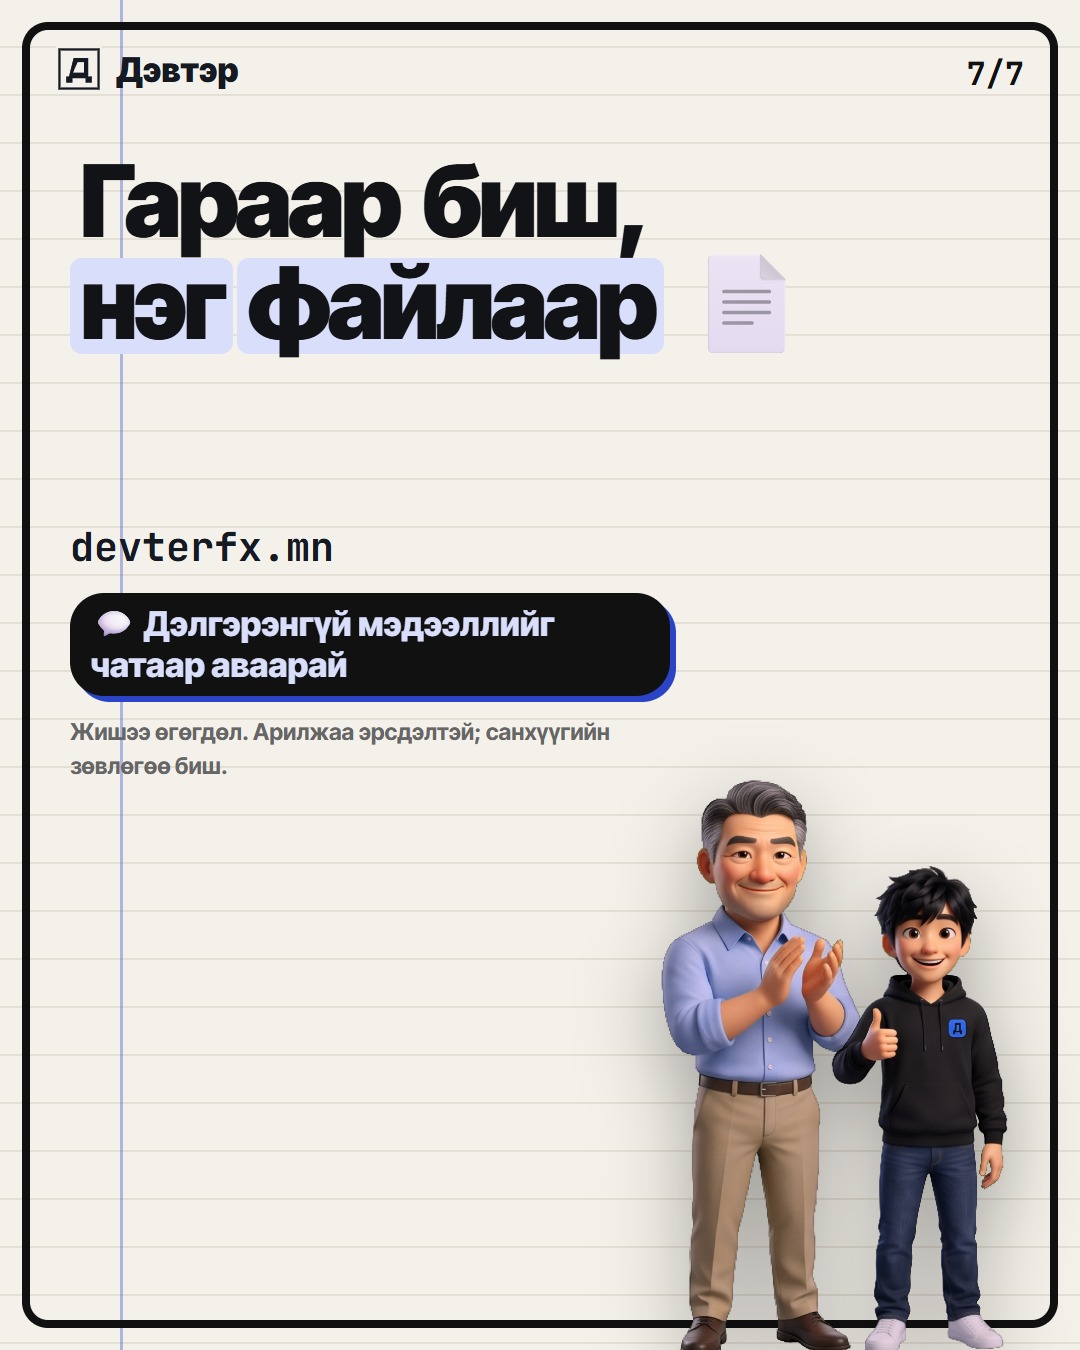 Д Дэвтэр
7/7
Гараар биш,
нэг файлаар
devterfx.mn
Дэлгэрэнгүй мэдээллийг
чатаар аваарай
Жишээ өгөгдөл. Арилжаа эрсдэлтэй; санхүүгийн
зөвлөгөө биш.
Д